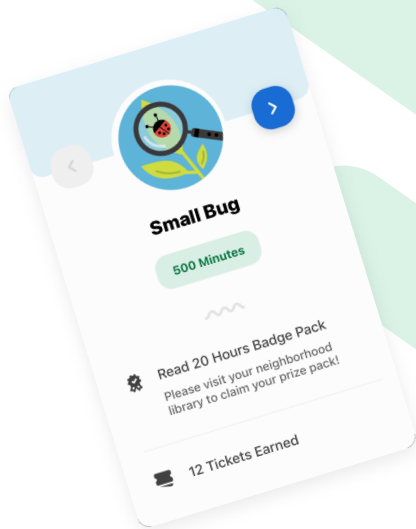 Small Bug
500 Minutes
Read 20 Hours Badge Pack
Please visit your neighborhood
library to claim your prize pack!
12 Tickets Earned